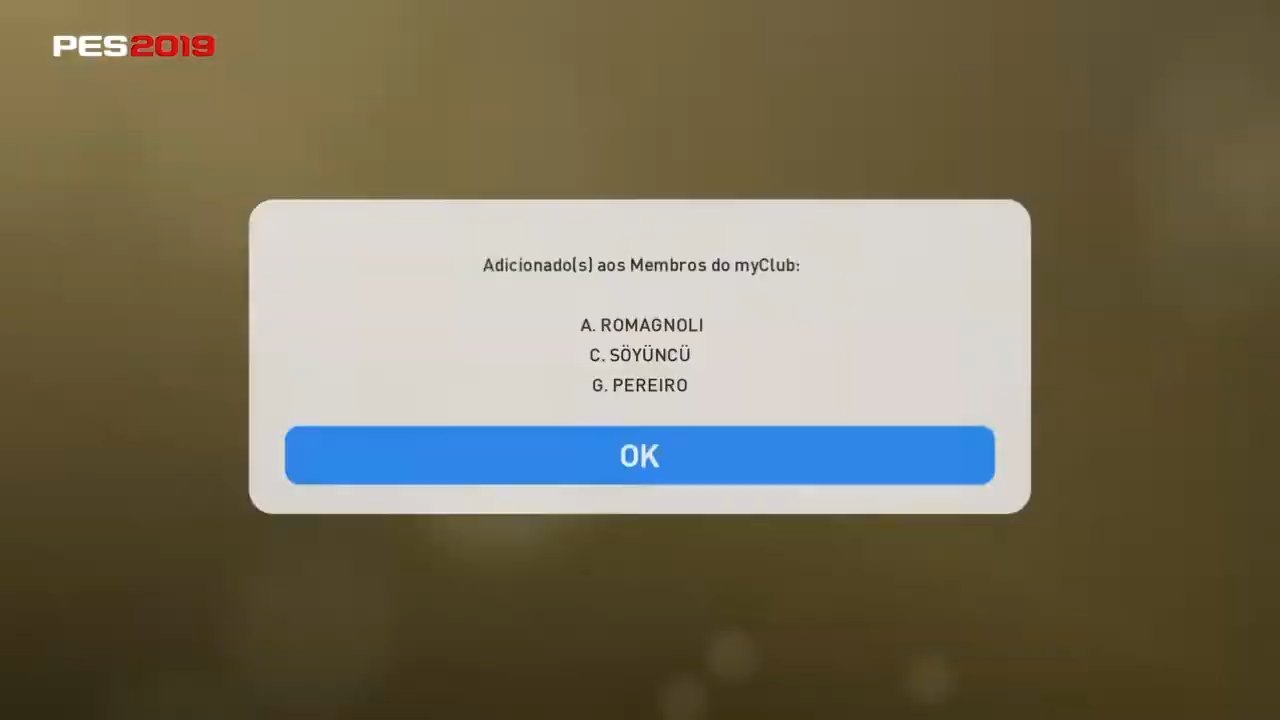 PES2019
Adicionado(s) aos Membros do myClub:
A. ROMAGNOLI
C. SÖYÜNCÜ
G. PEREIRO
OK